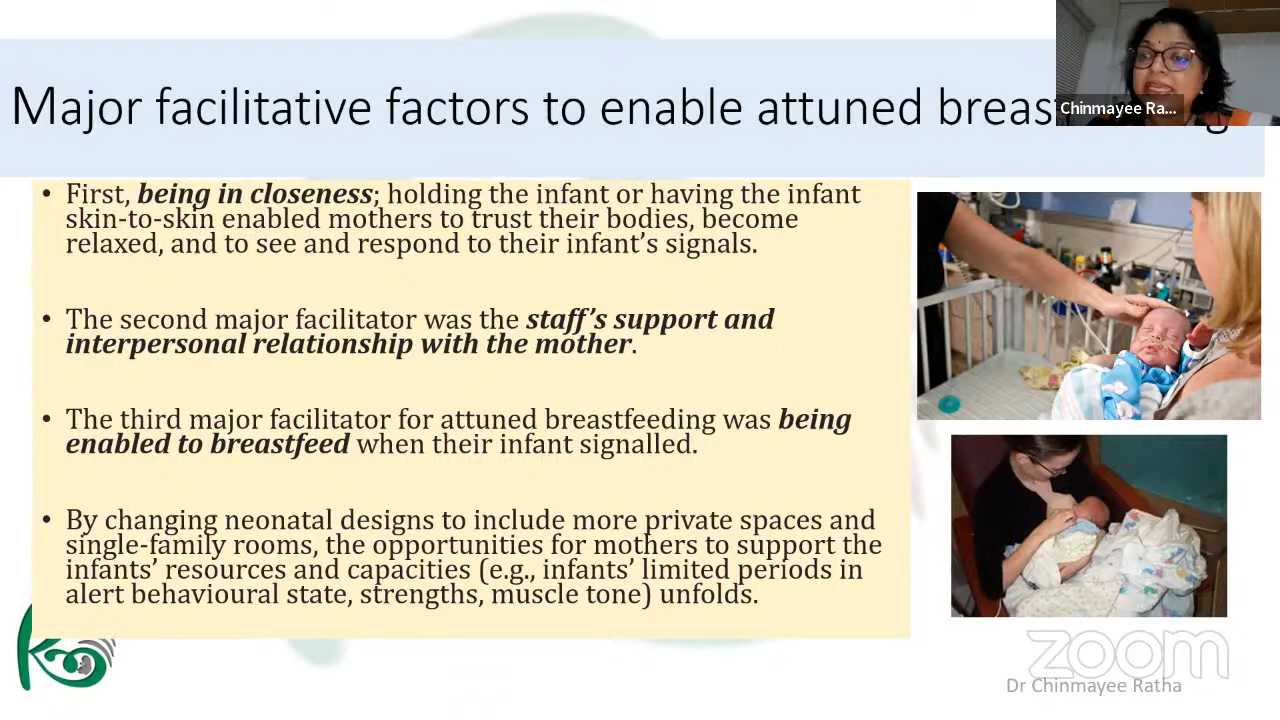 Major facilitative factors to enable attuned breast
Chinmayee Ra...
• First, being in closeness; holding the infant or having the infant
skin-to-skin enabled mothers to trust their bodies, become
relaxed, and to see and respond to their infant's signals.
• The second major facilitator was the staff's support and
interpersonal relationship with the mother.
• The third major facilitator for attuned breastfeeding was being
enabled to breastfeed when their infant signalled.
• By changing neonatal designs to include more private spaces and
single-family rooms, the opportunities for mothers to support the
infants' resources and capacities (e.g., infants' limited periods in
alert behavioural state, strengths, muscle tone) unfolds.
zoom
Dr Chinmayee Ratha